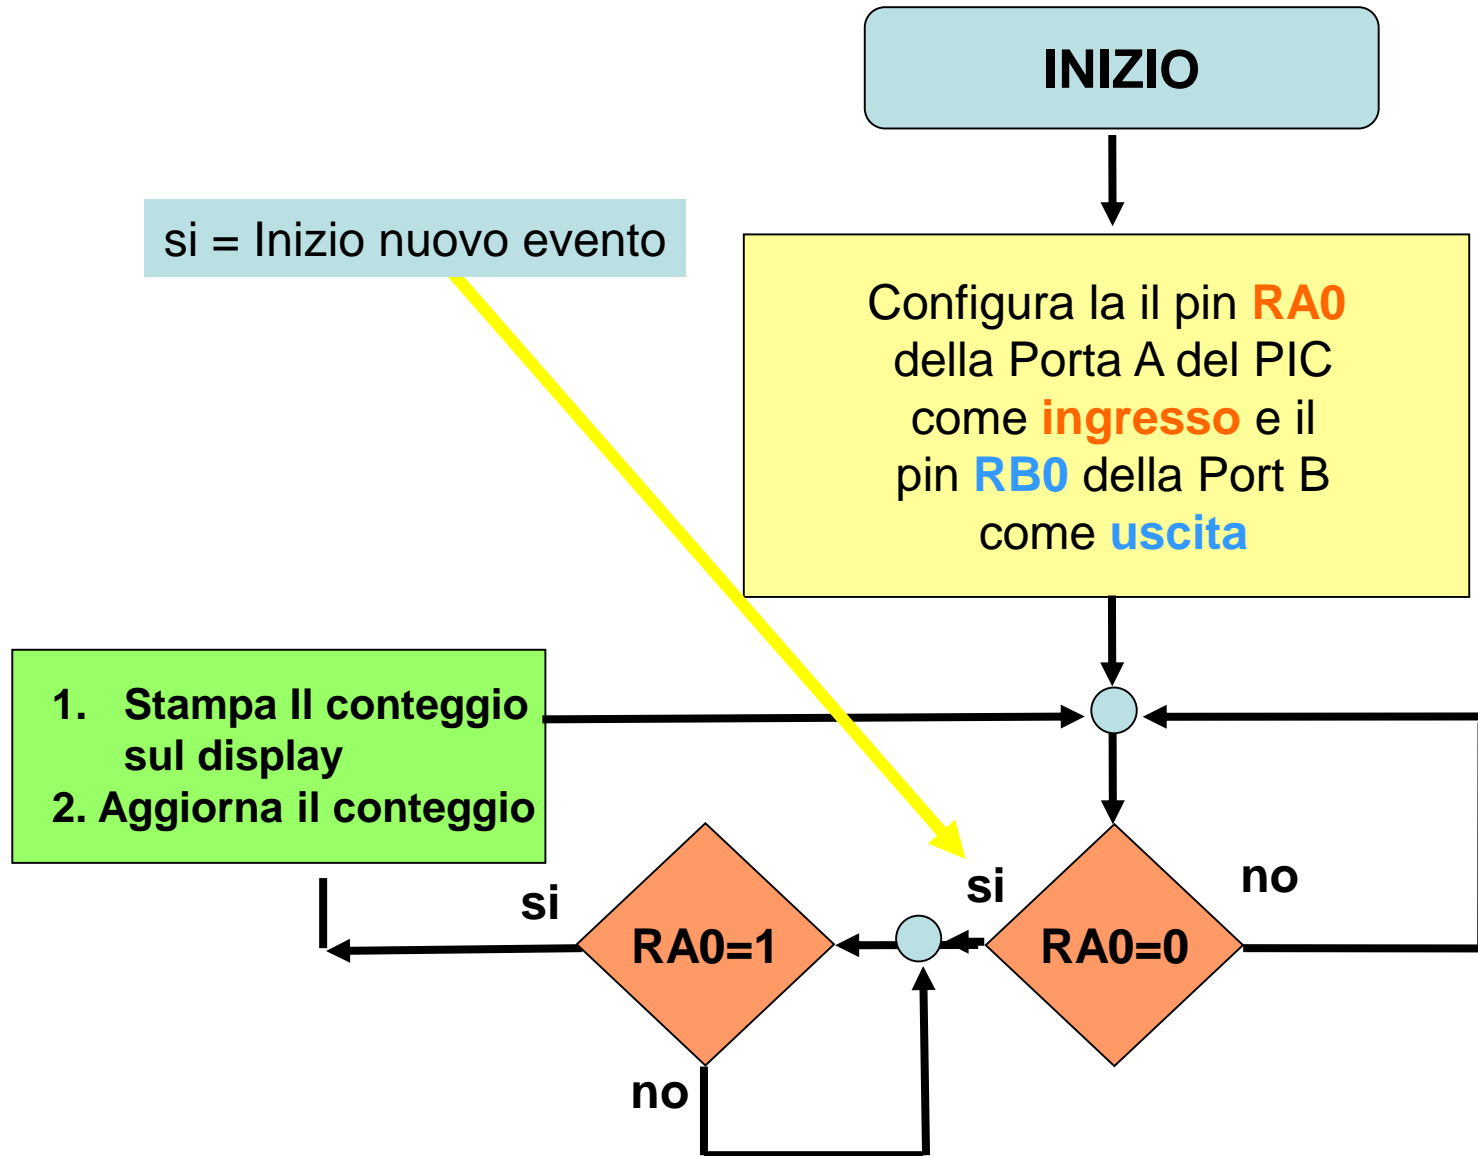 INIZIO
si = Inizio nuovo evento
Configura la il pin RA0
della Porta A del PIC
come ingresso e il
pin RB0 della Port B
come uscita
1. Stampa Il conteggio
sul display
2. Aggiorna il conteggio
si
RA0=1
no
si
RA0=0
no